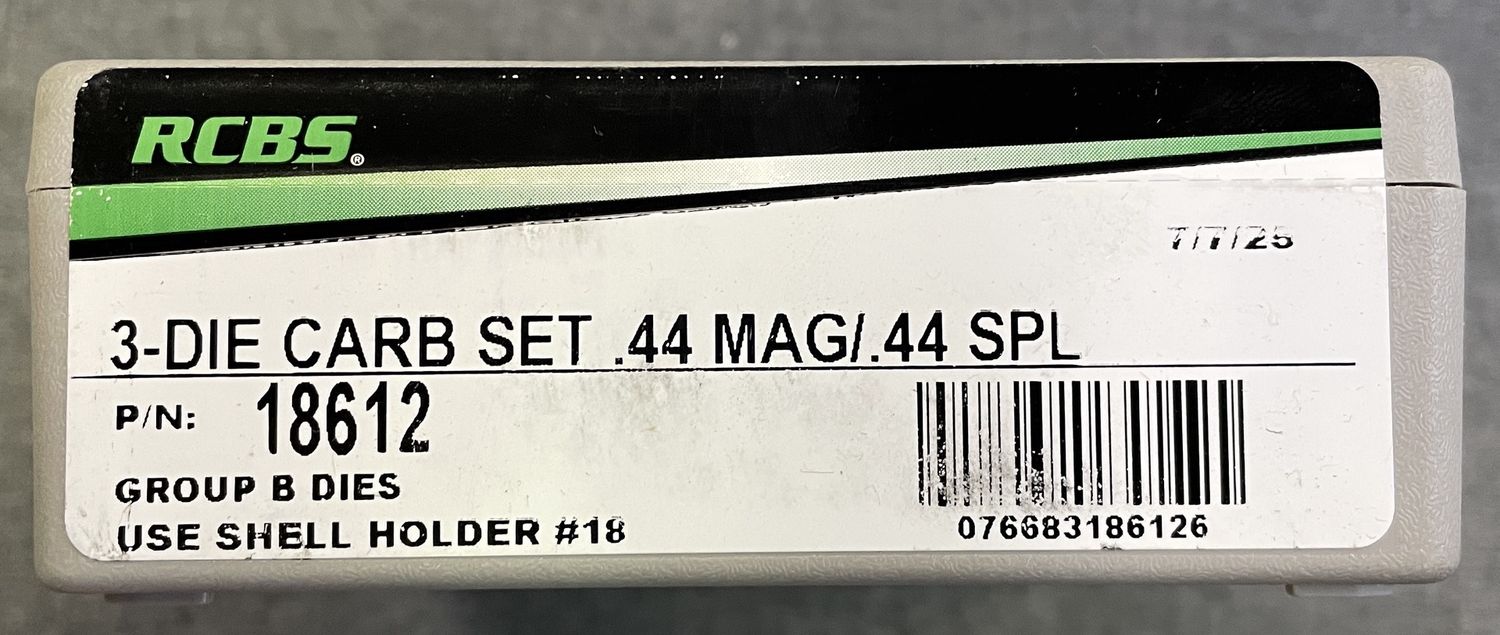 RCBS®
7/7/25
3-DIE CARB SET .44 MAG/.44 SPL
P/N: 18612
GROUP B DIES
USE SHELL HOLDER #18
076683186126